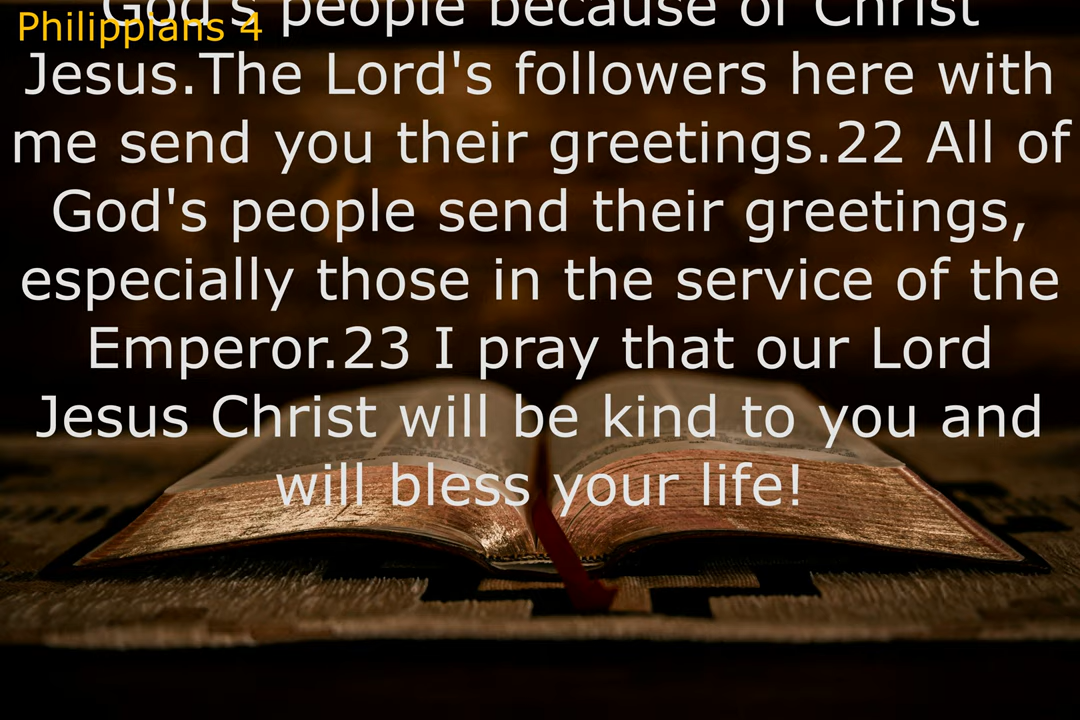 God's people because of Christ
Philippians 4
Jesus.The Lord's followers here with
me send you their greetings.22 All of
God's people send their greetings,
especially those in the service of the
Emperor.23 I pray that our Lord
Jesus Christ will be kind to you and
will bless your life!